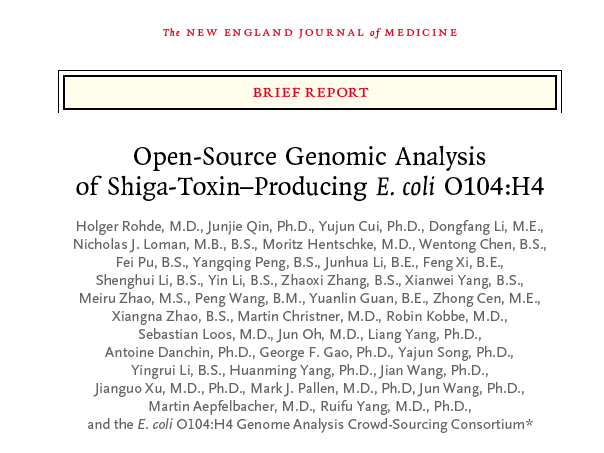 The NEW ENGLAND JOURNAL of MEDICINE
BRIEF REPORT
Open-Source Genomic Analysis
of Shiga-Toxin–Producing E. coli O104:H4
Holger Rohde, M.D., Junjie Qin, Ph.D., Yujun Cui, Ph.D., Dongfang Li, M.E.,
Nicholas J. Loman, M.B., B.S., Moritz Hentschke, M.D., Wentong Chen, B.S.,
Fei Pu, B.S., Yangqing Peng, B.S., Junhua Li, B.E., Feng Xi, B.E.,
Shenghui Li, B.S., Yin Li, B.S., Zhaoxi Zhang, B.S., Xianwei Yang, B.S.,
Meiru Zhao, M.S., Peng Wang, B.M., Yuanlin Guan, B.E., Zhong Cen, M.E.,
Xiangna Zhao, B.S., Martin Christner, M.D., Robin Kobbe, M.D.,
Sebastian Loos, M.D., Jun Oh, M.D., Liang Yang, Ph.D.,
Antoine Danchin, Ph.D., George F. Gao, Ph.D., Yajun Song, Ph.D.,
Yingrui Li, B.S., Huanming Yang, Ph.D., Jian Wang, Ph.D.,
Jianguo Xu, M.D., Ph.D., Mark J. Pallen, M.D., Ph.D, Jun Wang, Ph.D.,
Martin Aepfelbacher, M.D., Ruifu Yang, M.D., Ph.D.,
and the E. coli O104:H4 Genome Analysis Crowd-Sourcing Consortium*